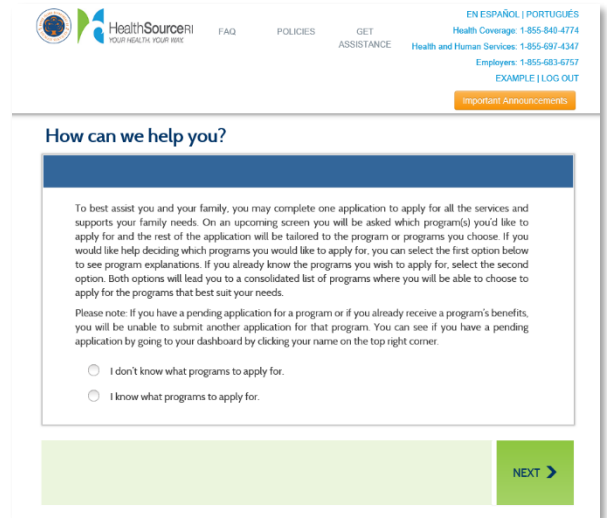 EN ESPAÑOL | PORTUGUÉS
HealthSourceRI
YOUR HEALTH, YOUR WAY.
FAQ
POLICIES
GET
ASSISTANCE
Health Coverage: 1-855-840-4774
Health and Human Services: 1-855-697-4347
Employers: 1-855-683-6757
EXAMPLE | LOG OUT
Important Announcements
How can we help you?
To best assist you and your family, you may complete one application to apply for all the services and
supports your family needs. On an upcoming screen you will be asked which program(s) you'd like to
apply for and the rest of the application will be tailored to the program or programs you choose. If you
would like help deciding which programs you would like to apply for, you can select the first option below
to see program explanations. If you already know the programs you wish to apply for, select the second
option. Both options will lead you to a consolidated list of programs where you will be able to choose to
apply for the programs that best suit your needs.
Please note: If you have a pending application for a program or if you already receive a program's benefits,
you will be unable to submit another application for that program. You can see if you have a pending
application by going to your dashboard by clicking your name on the top right corner.
I don't know what programs to apply for.
I know what programs to apply for.
NEXT